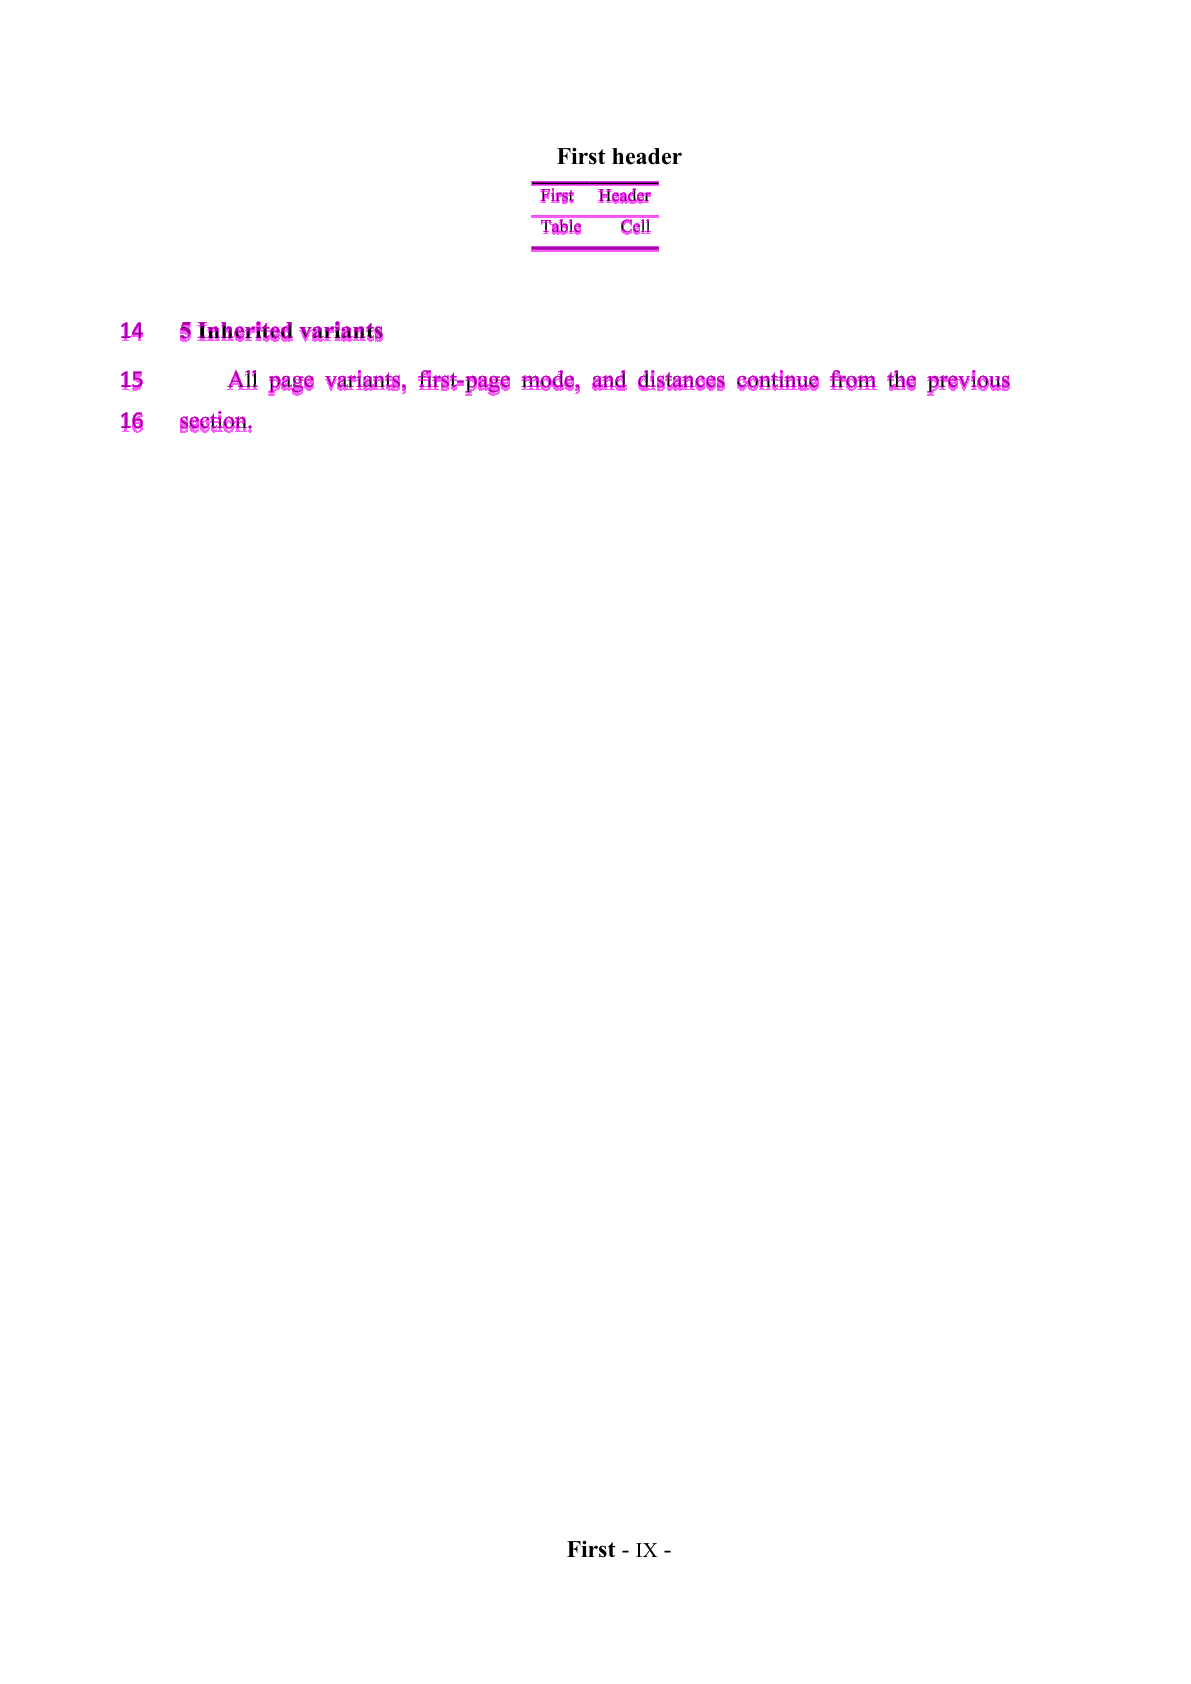 First header
First Header
Table Cell
14 5 Inherited variants
15 All page variants, first-page mode, and distances continue from the previous
16 section.
First - IX -